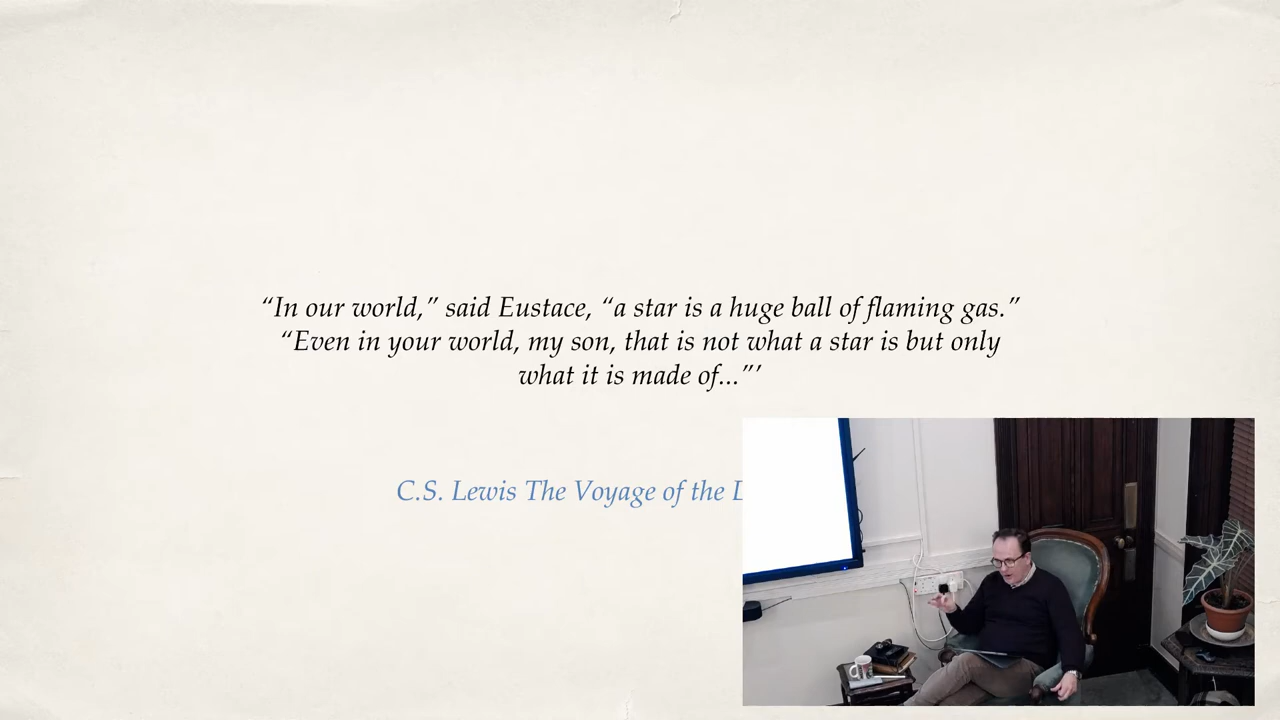 “In our world,” said Eustace, “a star is a huge ball of flaming gas.”
“Even in your world, my son, that is not what a star is but only
what it is made of...”’
C.S. Lewis The Voyage of the